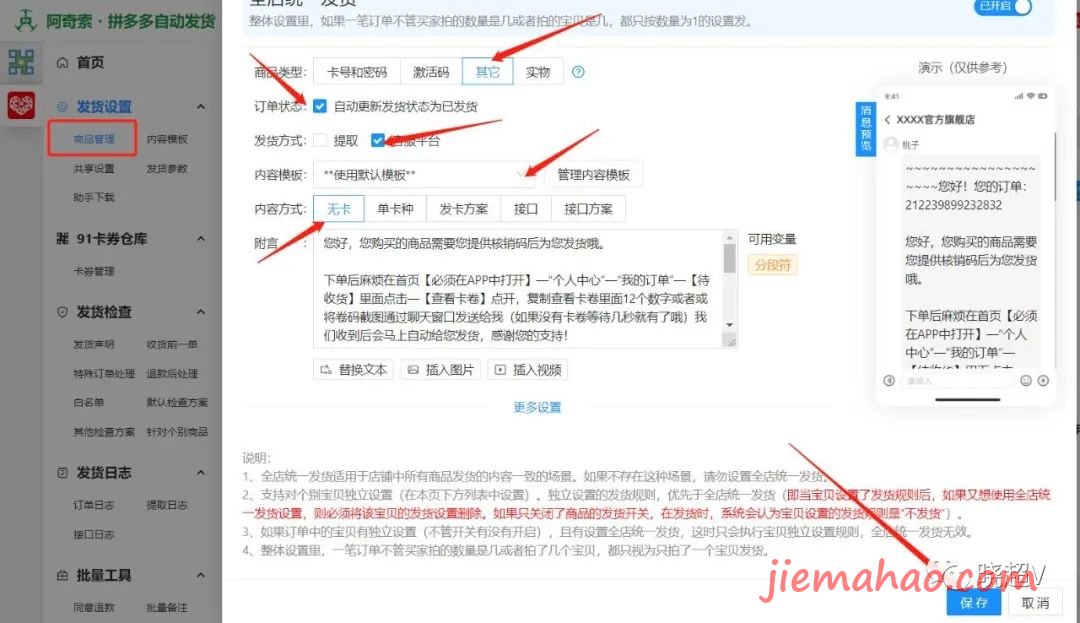 阿奇索·拼多多自动发货
首页
发货设置
商品管理 内容模板
共享设置 发货参数
助手下载
91卡券仓库
卡券管理
发货检查
发货声明 收货前一单
特殊订单处理 退款后处理
白名单 默认检查方案
其他检查方案 针对个别商品
发货日志
订单日志 提取日志
接口日志
批量工具
同意退款 批量备注
全店统一发货
已开启
整体设置里，如果一笔订单不管买家拍的数量是几或者拍的宝贝是几，都只按数量为1的设置发。
商品类型: 卡号和密码 激活码 其它 实物
订单状态: 自动更新发货状态为已发货
发货方式: 提取 客服平台
内容模板: **使用默认模板** 管理内容模板
内容方式: 无卡 单卡种 发卡方案 接口 接口方案
附言 :
您好，您购买的商品需要您提供核销码后为您发货哦。
下单后麻烦在首页【必须在APP中打开】—“个人中心”—“我的订单”—【待
收货】里面点击—【查看卡卷】点开，复制查看卡卷里面12个数字或者或
将卷码截图通过聊天窗口发送给我（如果没有卡卷等待几秒就有了哦）我
们收到后会马上自动给您发货，感谢您的支持！
可用变量
分段符
替换文本 插入图片 插入视频
更多设置
演示（仅供参考）
消息预览
9:41
XXXX官方旗舰店
桃子
~~~~~~~~~~~~~~~~
~~~~您好！您的订单：
212239899232832
您好，您购买的商品需要
您提供核销码后为您发货
哦。
下单后麻烦在首页【必须
在APP中打开】—“个人
中心”—“我的订单”—
【待收货】里面点击
请输入
说明:
1、全店统一发货适用于店铺中所有商品发货的内容一致的场景。如果不存在这种场景，请勿设置全店统一发货。
2、支持对个别宝贝独立设置（在本页下方列表中设置）。独立设置的发货规则，优先于全店统一发货（即当宝贝设置了发货规则后，如果又想使用全店统
一发货设置，则必须将该宝贝的发货设置删除。如果只关闭了商品的发货开关，在发货时，系统会认为宝贝设置的发货规则是“不发货”）。
3、如果订单中的宝贝有独立设置（不管开关有没有开启），且有设置全店统一发货，这时只会执行宝贝独立设置规则，全店统一发货无效。
4、整体设置里，一笔订单不管买家拍的数量是几或者拍了几个宝贝，都只视为只拍了一个宝贝发货。
晓超V
jiemahao.com
保存 取消